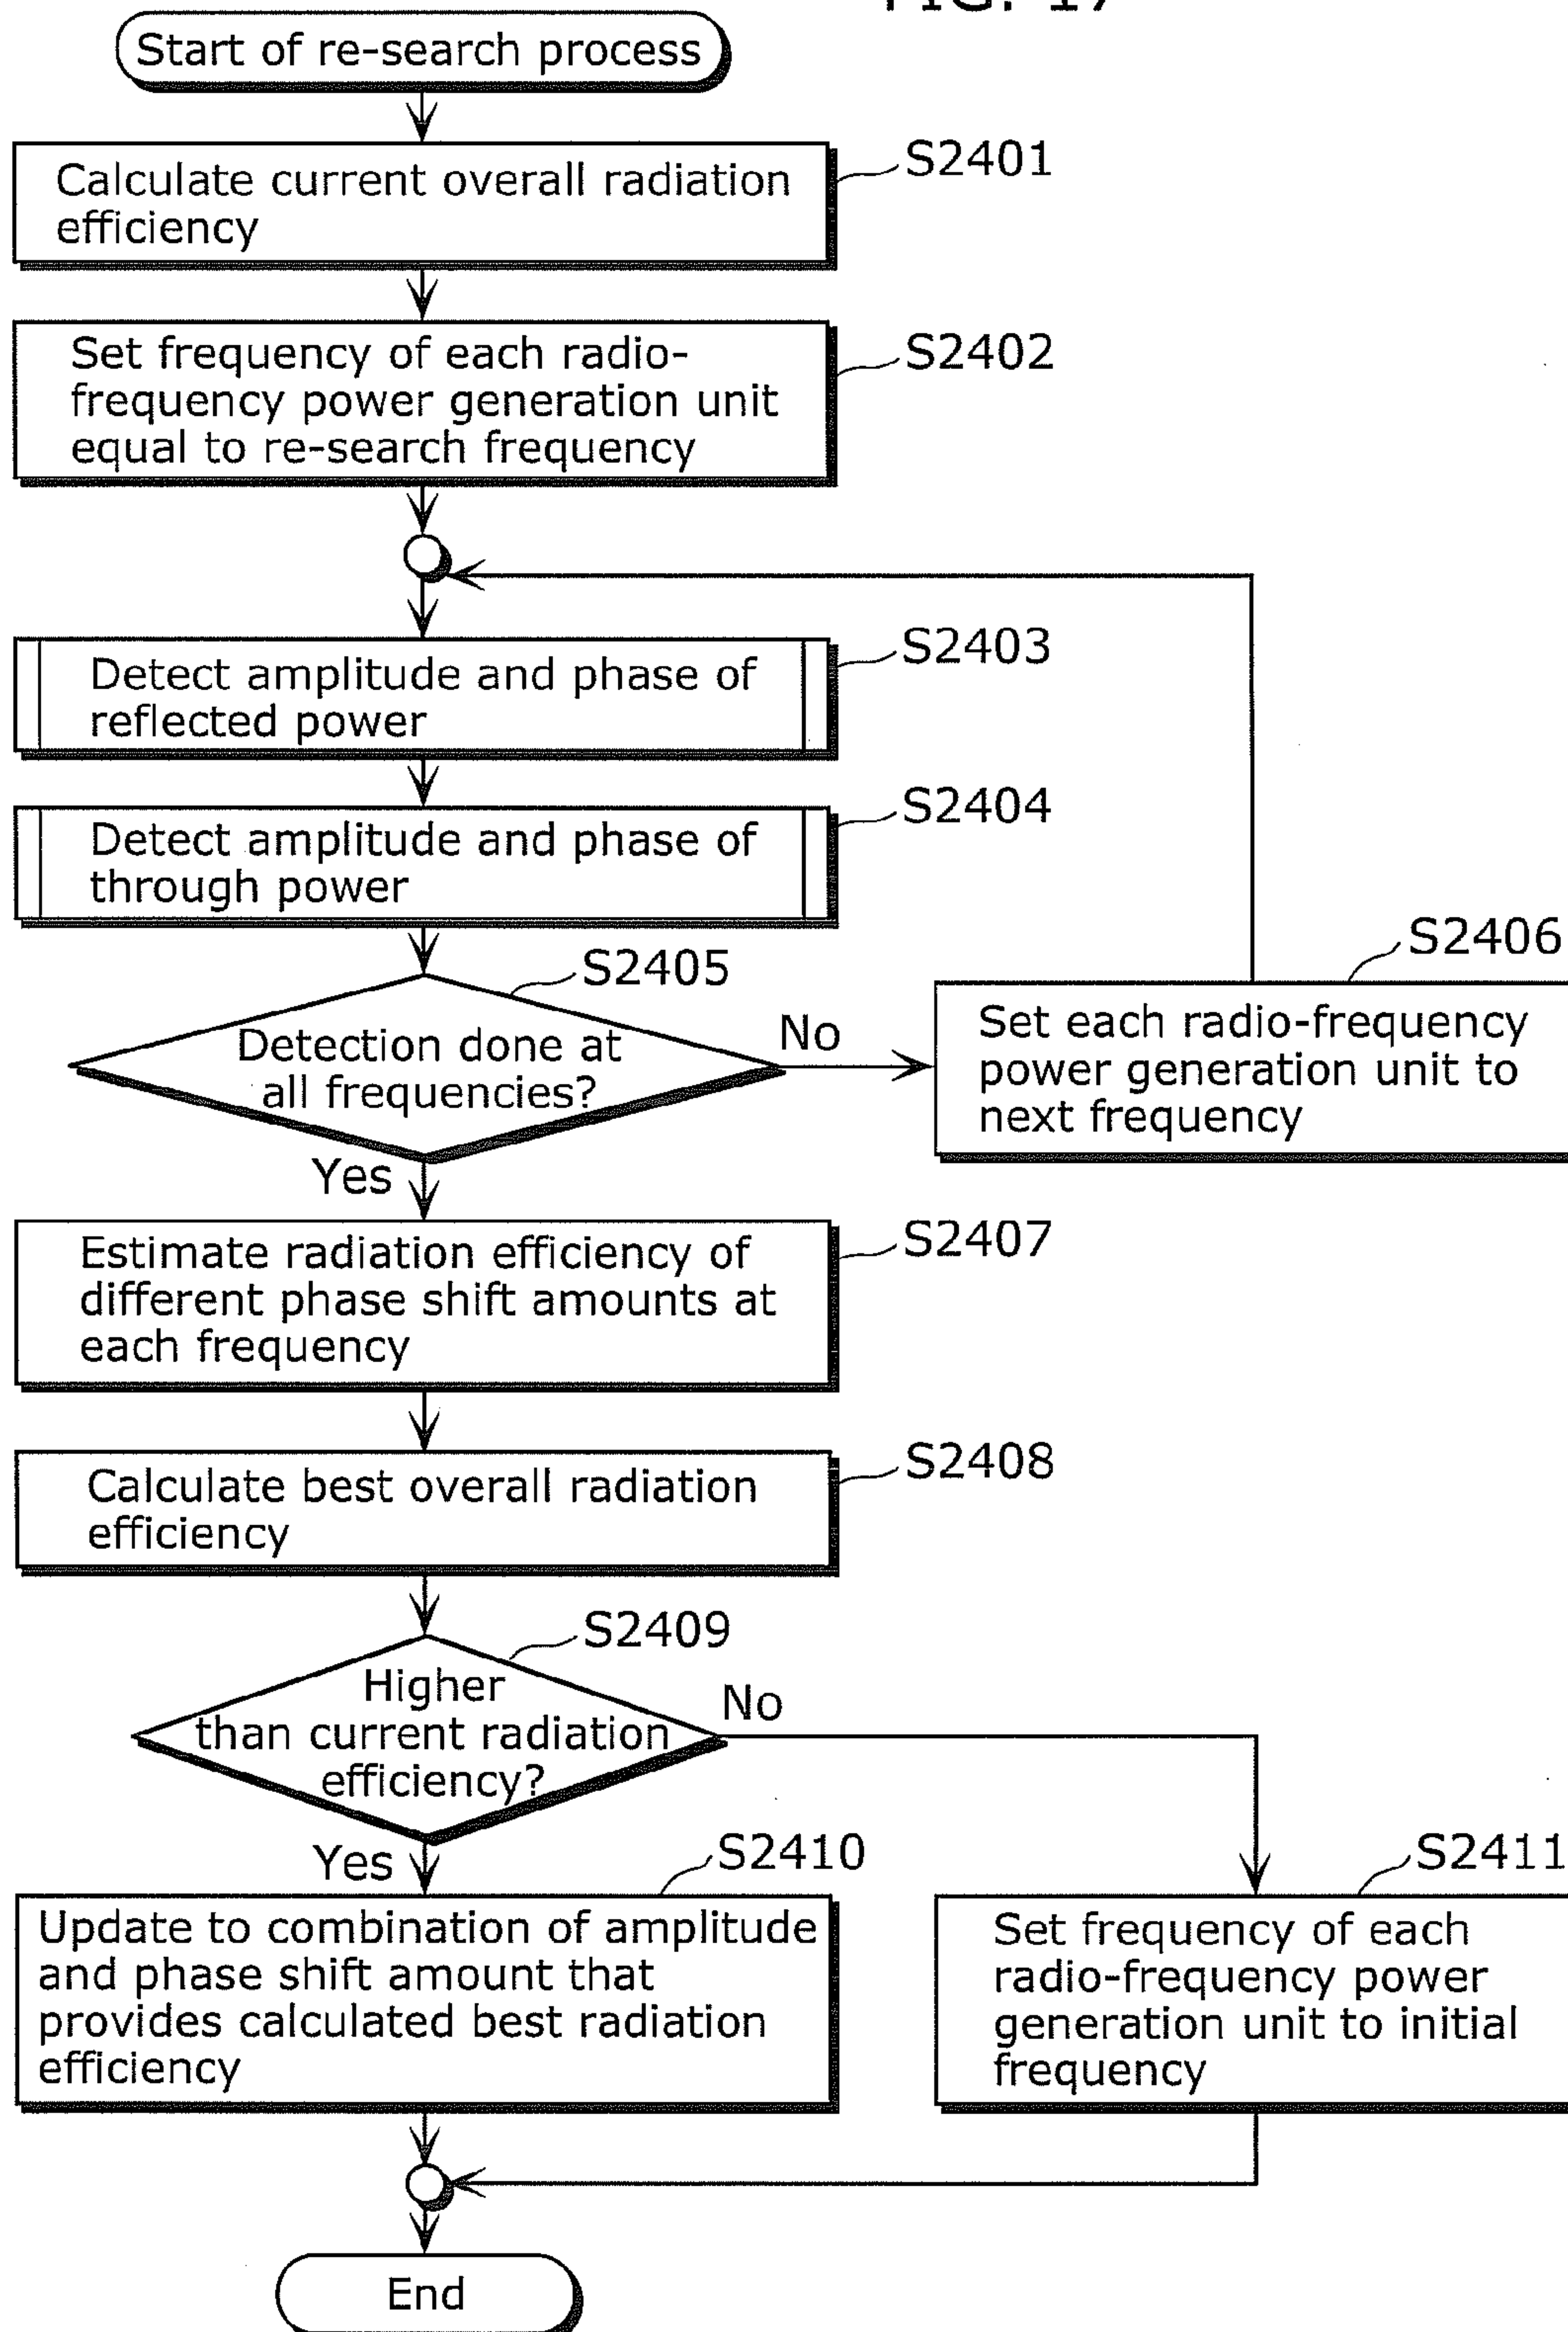 FIG. 17
Start of re-search process
S2401
Calculate current overall radiation
efficiency
S2402
Set frequency of each radio-
frequency power generation unit
equal to re-search frequency
S2403
Detect amplitude and phase of
reflected power
S2404
Detect amplitude and phase of
through power
S2405
Detection done at
all frequencies?
No
S2406
Set each radio-frequency
power generation unit to
next frequency
Yes
S2407
Estimate radiation efficiency of
different phase shift amounts at
each frequency
S2408
Calculate best overall radiation
efficiency
S2409
Higher
than current radiation
efficiency?
No
Yes
S2410
Update to combination of amplitude
and phase shift amount that
provides calculated best radiation
efficiency
S2411
Set frequency of each
radio-frequency power
generation unit to initial
frequency
End